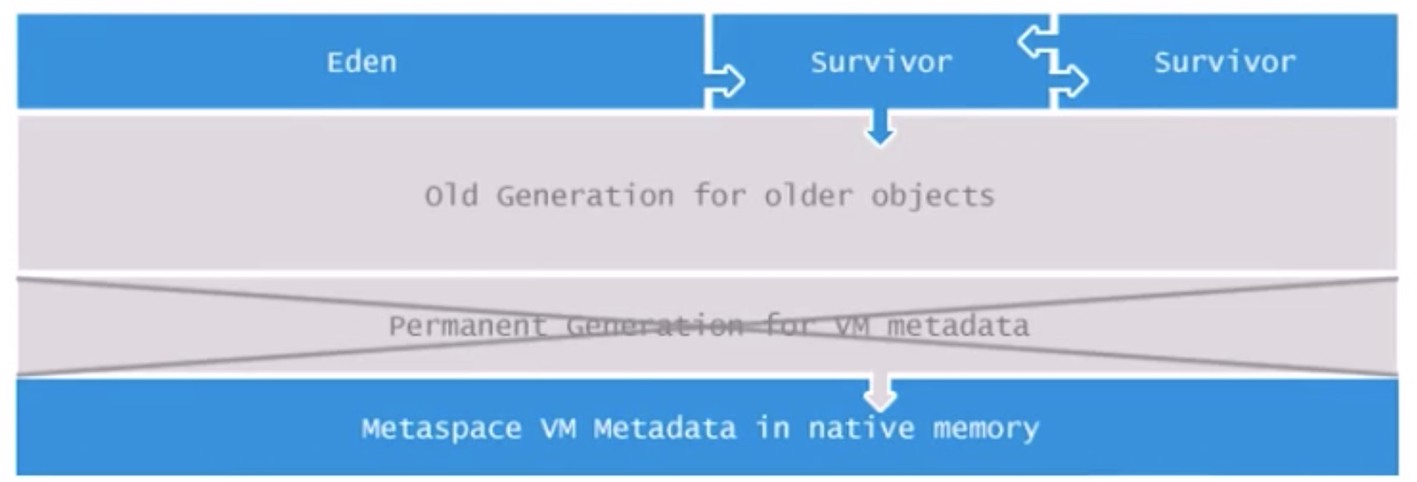 Eden
Survivor
Survivor
Old Generation for older objects
Permanent Generation for VM metadata
Metaspace VM Metadata in native memory